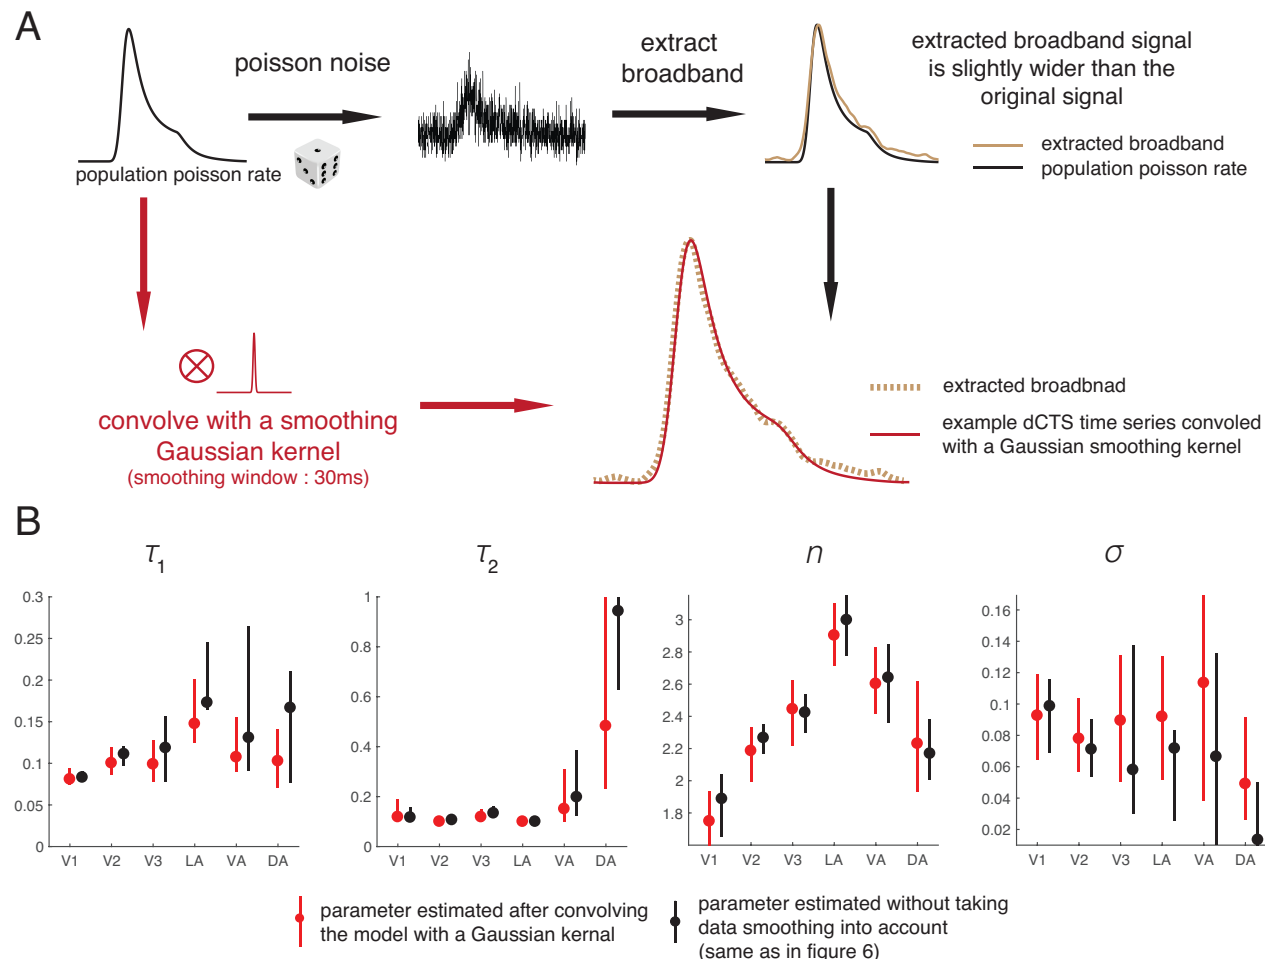 A
poisson noise
population poisson rate
extract
broadband
extracted broadband signal
is slightly wider than the
original signal
extracted broadband
population poisson rate
convolve with a smoothing
Gaussian kernel
(smoothing window : 30ms)
extracted broadbnad
example dCTS time series convoled
with a Gaussian smoothing kernel
B
τ1
0.3
0.25
0.2
0.15
0.1
0.05
0
V1 V2 V3 LA VA DA
τ2
1
0.8
0.6
0.4
0.2
0
V1 V2 V3 LA VA DA
n
3
2.8
2.6
2.4
2.2
2
1.8
V1 V2 V3 LA VA DA
σ
0.16
0.14
0.12
0.1
0.08
0.06
0.04
0.02
V1 V2 V3 LA VA DA
parameter estimated after convolving
the model with a Gaussian kernal
parameter estimated without taking
data smoothing into account
(same as in figure 6)